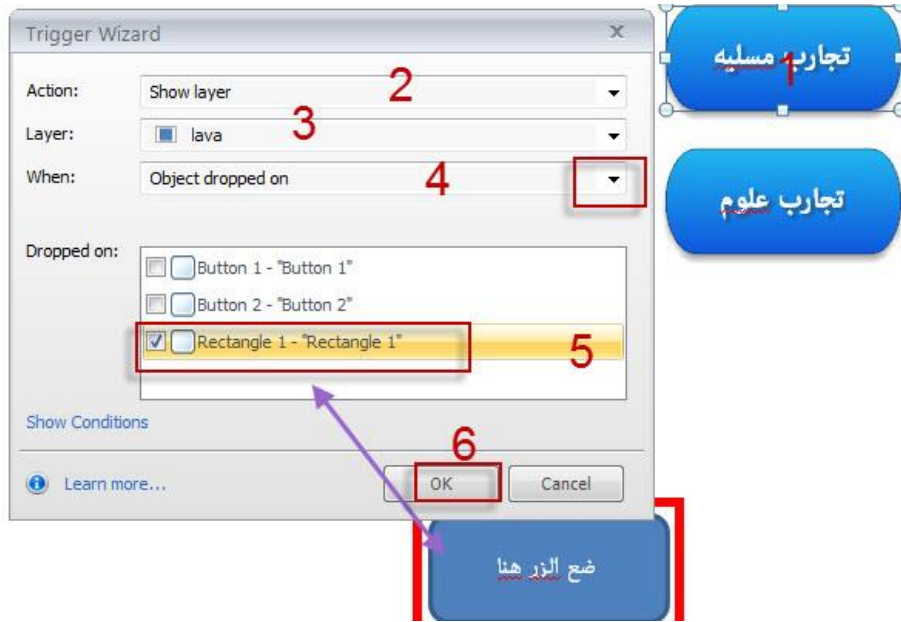 Trigger Wizard
x
تجارب مسليه
1
Action:
Show layer
2
Layer:
lava
3
When:
Object dropped on
4
تجارب علوم
Dropped on:
Button 1 - "Button 1"
Button 2 - "Button 2"
Rectangle 1 - "Rectangle 1"
5
Show Conditions
6
Learn more...
OK
Cancel
ضع الزر هنا